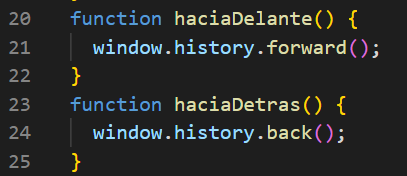 20 function haciaDelante() {
21 window.history.forward();
22 }
23 function haciaDetras() {
24 window.history.back();
25 }